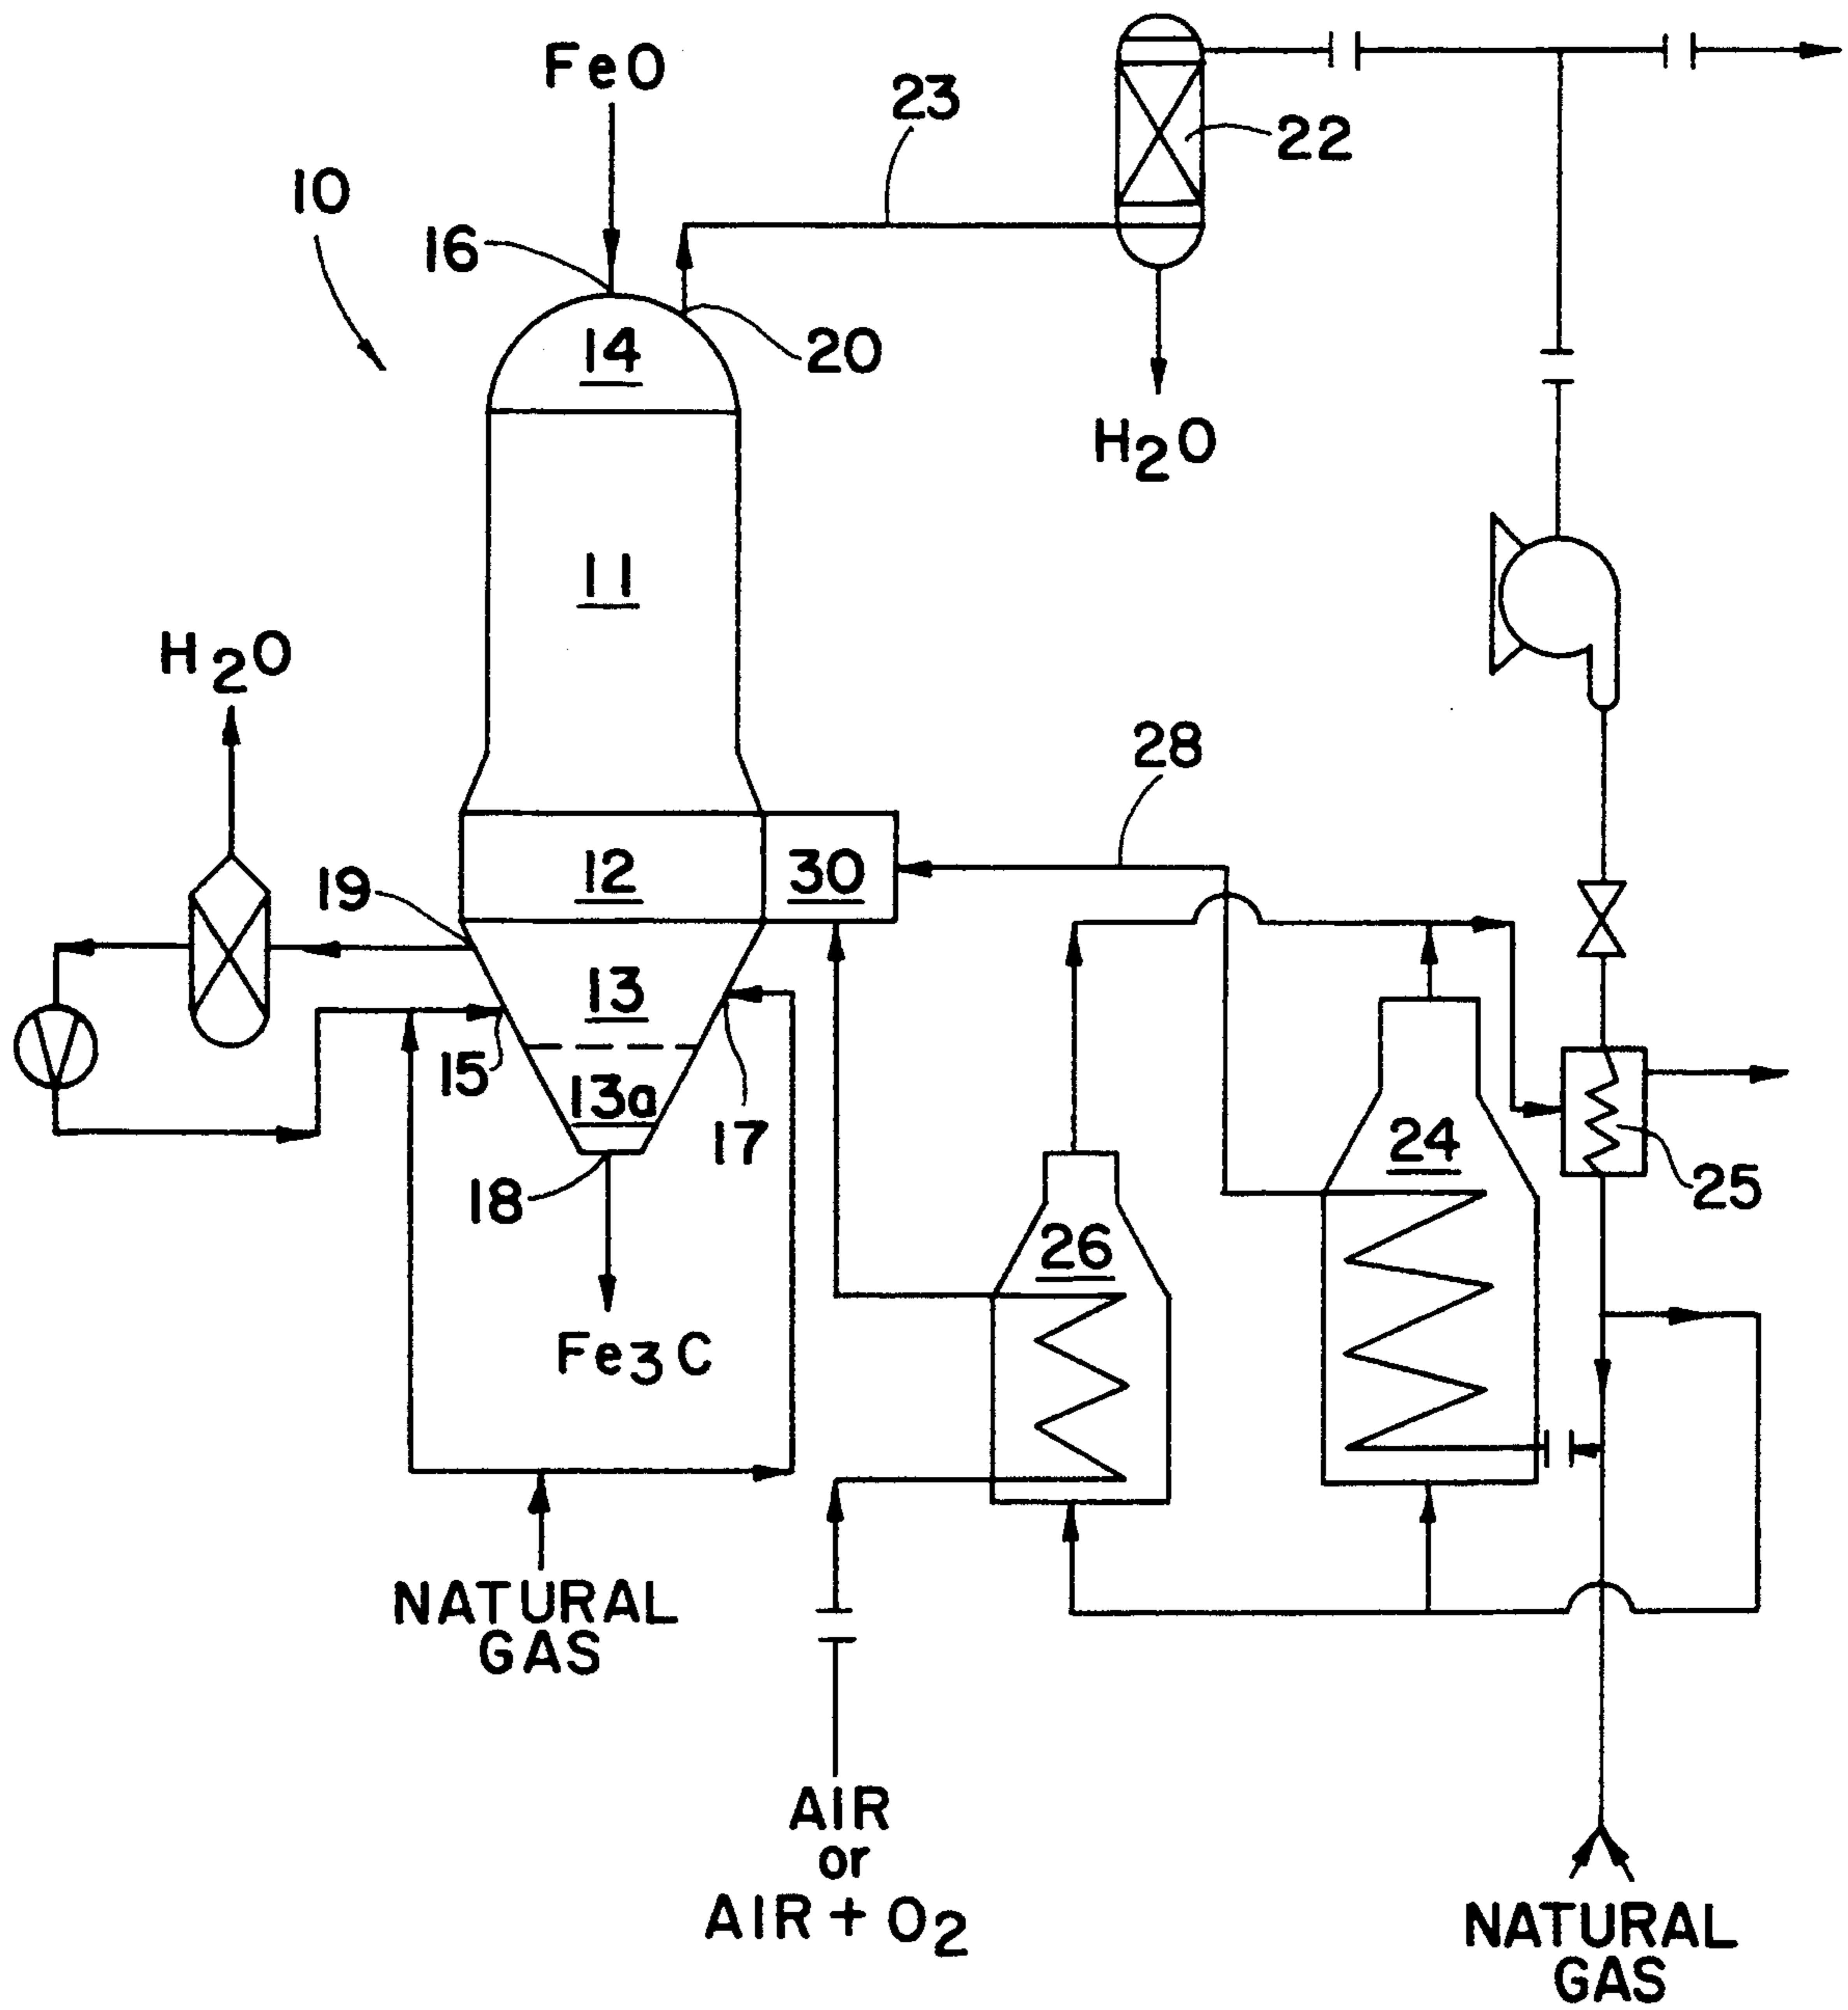 FeO
23
22
10
16
14
20
H2O
11
H2O
28
12
30
19
13
15
13a
17
24
18
25
26
Fe3C
NATURAL
GAS
AIR
or
AIR + O2
NATURAL
GAS